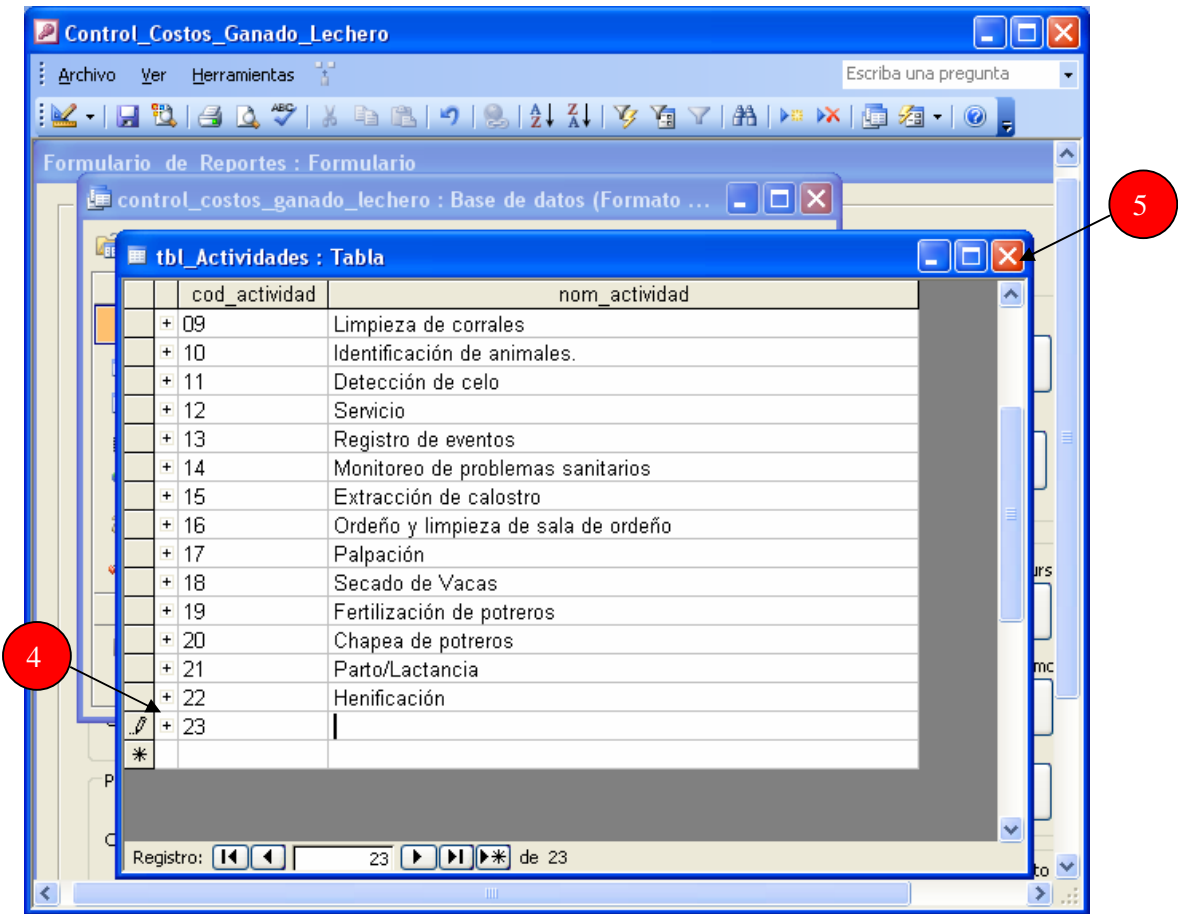 Control_Costos_Ganado_Lechero
Archivo Ver Herramientas Escriba una pregunta
Formulario de Reportes : Formulario
control_costos_ganado_lechero : Base de datos (Formato ...
5
tbl_Actividades : Tabla
cod_actividad nom_actividad
+ 09 Limpieza de corrales
+ 10 Identificación de animales.
+ 11 Detección de celo
+ 12 Servicio
+ 13 Registro de eventos
+ 14 Monitoreo de problemas sanitarios
+ 15 Extracción de calostro
+ 16 Ordeño y limpieza de sala de ordeño
+ 17 Palpación
+ 18 Secado de Vacas
+ 19 Fertilización de potreros
+ 20 Chapea de potreros
4
+ 21 Parto/Lactancia
+ 22 Henificación
+ 23
Registro: 23 de 23